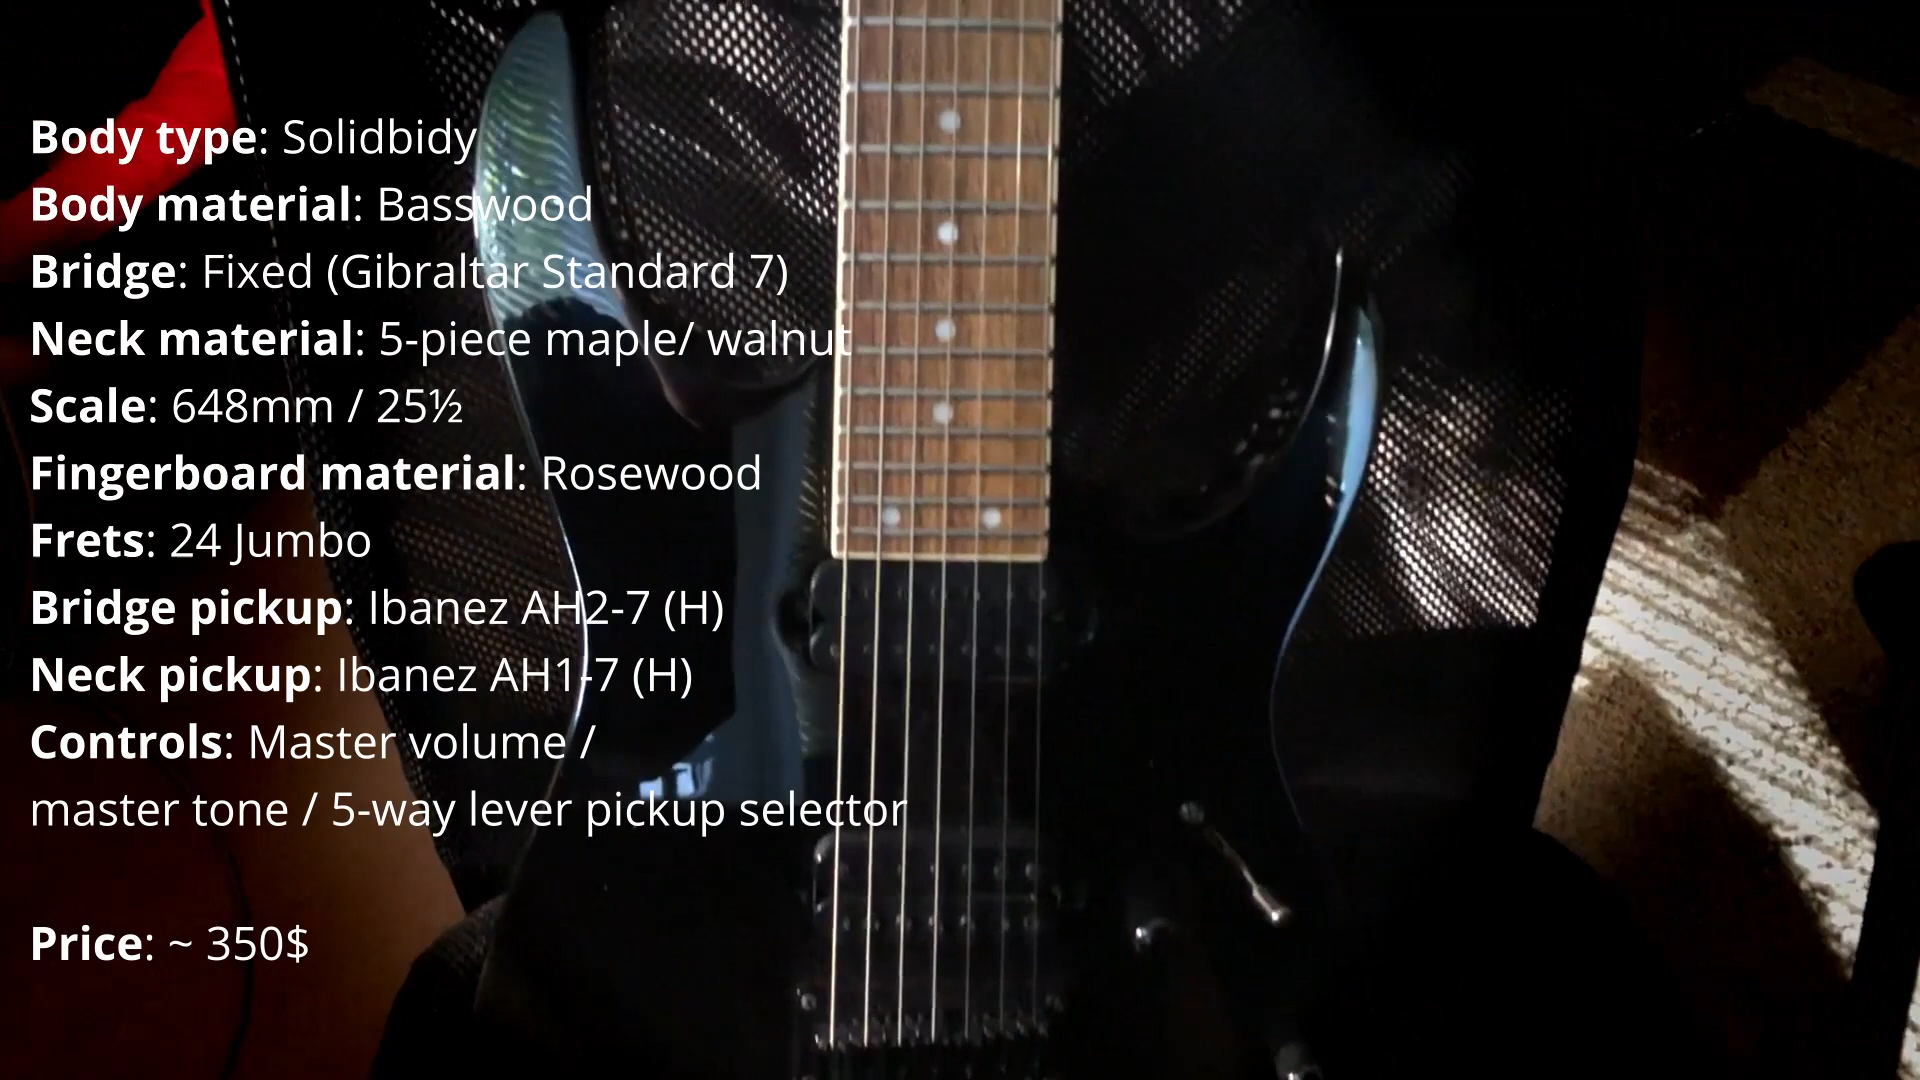 Body type: Solidbidy
Body material: Basswood
Bridge: Fixed (Gibraltar Standard 7)
Neck material: 5-piece maple/ walnut
Scale: 648mm / 25½
Fingerboard material: Rosewood
Frets: 24 Jumbo
Bridge pickup: Ibanez AH2-7 (H)
Neck pickup: Ibanez AH1-7 (H)
Controls: Master volume /
master tone / 5-way lever pickup selector
Price: ~ 350$